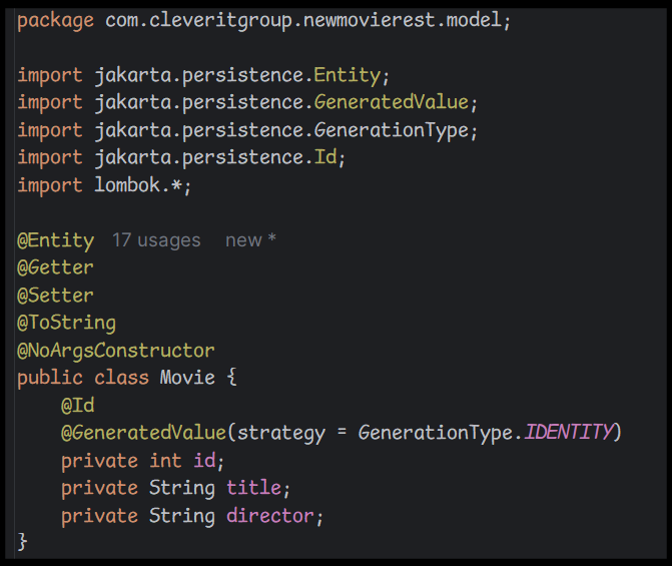 package com.cleveritgroup.newmovierest.model;
import jakarta.persistence.Entity;
import jakarta.persistence.GeneratedValue;
import jakarta.persistence.GenerationType;
import jakarta.persistence.Id;
import lombok.*;
@Entity 17 usages new *
@Getter
@Setter
@ToString
@NoArgsConstructor
public class Movie {
@Id
@GeneratedValue(strategy = GenerationType.IDENTITY)
private int id;
private String title;
private String director;
}